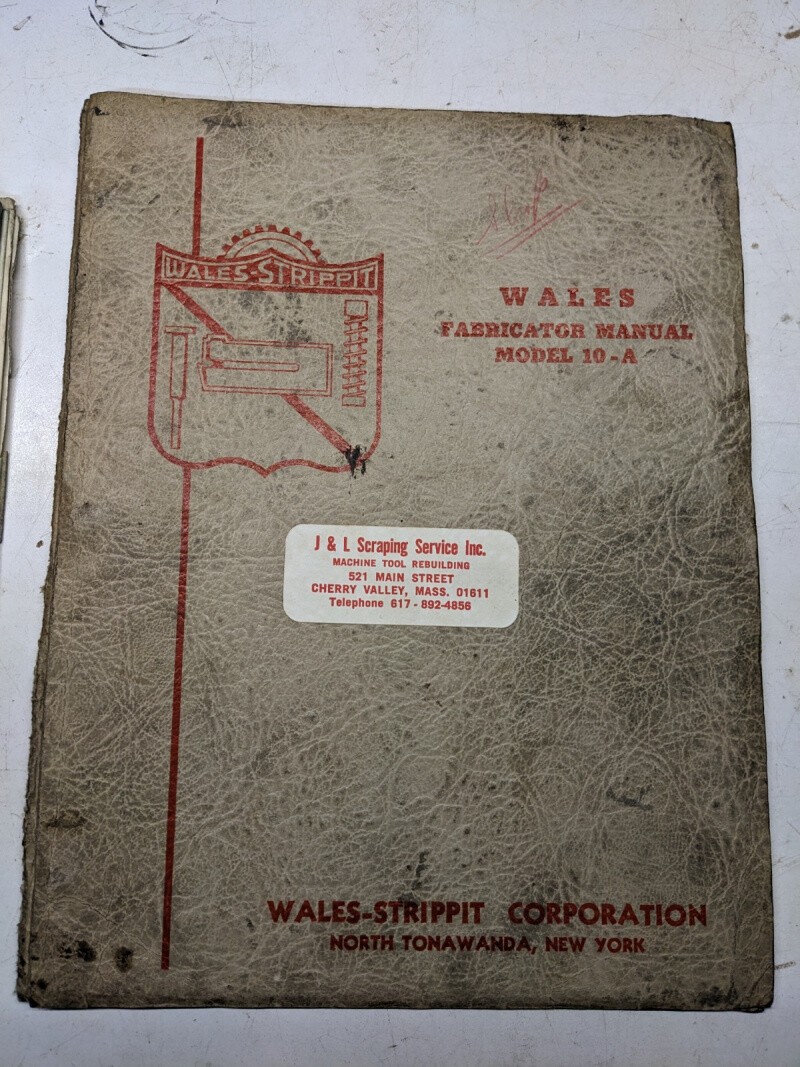 WALES-STRIPPIT
WALES
FABRICATOR MANUAL
MODEL 10-A
J & L Scraping Service Inc.
MACHINE TOOL REBUILDING
521 MAIN STREET
CHERRY VALLEY, MASS. 01611
Telephone 617-892-4856
WALES-STRIPPIT CORPORATION
NORTH TONAWANDA, NEW YORK